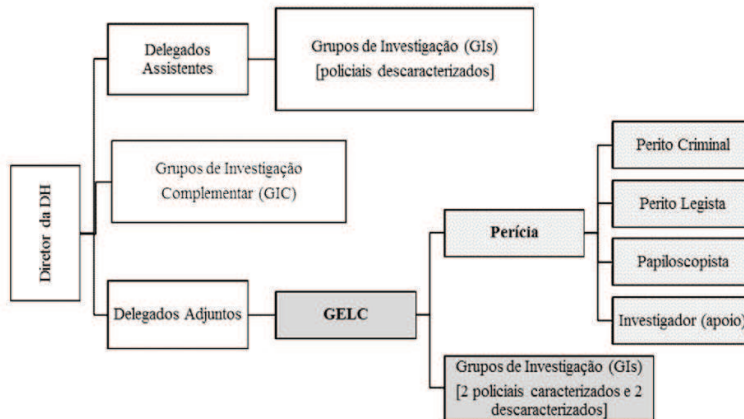 Delegados
Assistentes
Grupos de Investigação (GIs)
[policiais descaracterizados]
Diretor da DH
Grupos de Investigação
Complementar (GIC)
Delegados Adjuntos
GELC
Perícia
Perito Criminal
Perito Legista
Papiloscopista
Investigador (apoio)
Grupos de Investigação (GIs)
[2 policiais caracterizados e 2
descaracterizados]